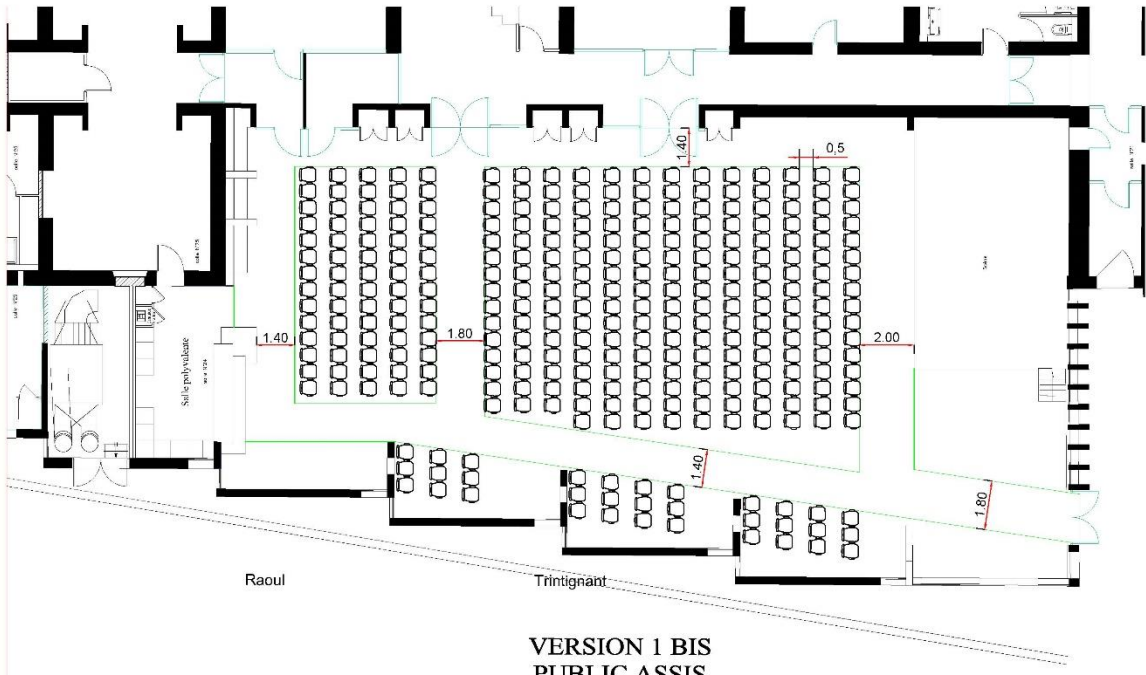 1.40
0,5
1.40
1.80
2.00
Salle polyvalente
1.40
1.80
Raoul
Trintignant
VERSION 1 BIS
PUBLIC ASSIS